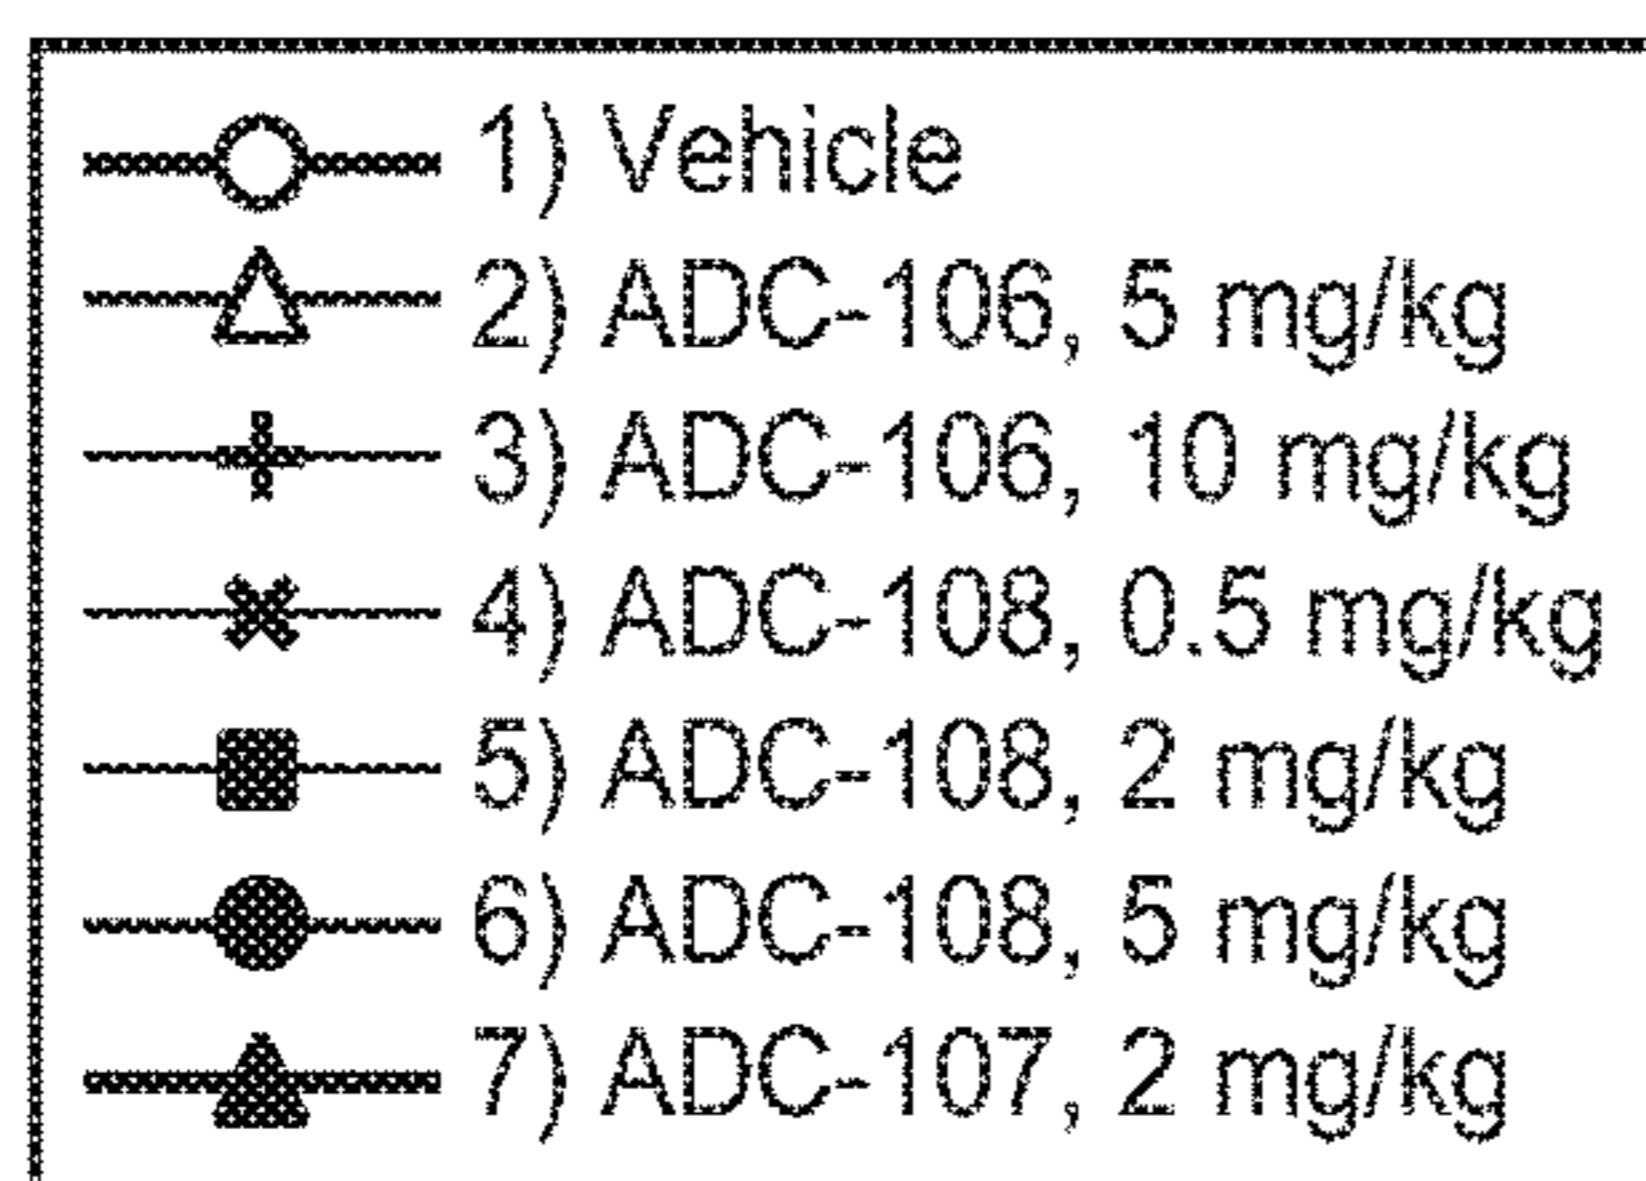 1) Vehicle
2) ADC-106, 5 mg/kg
3) ADC-106, 10 mg/kg
4) ADC-108, 0.5 mg/kg
5) ADC-108, 2 mg/kg
6) ADC-108, 5 mg/kg
7) ADC-107, 2 mg/kg